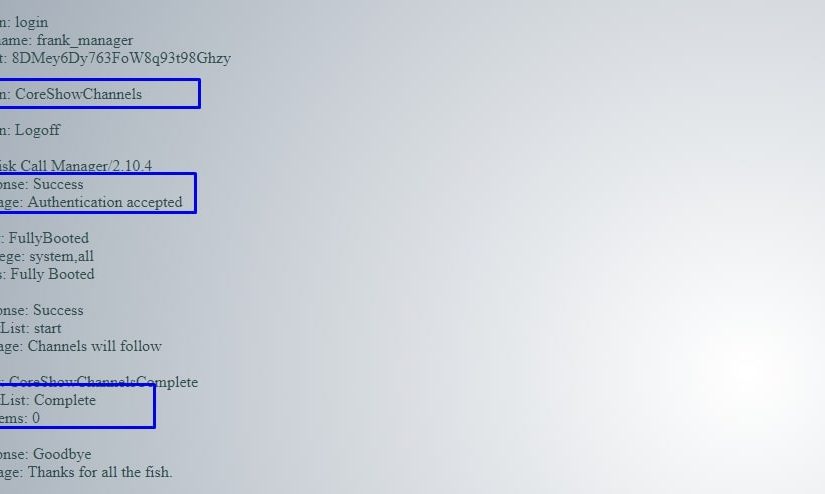 n: login
ame: frank_manager
t: 8DMey6Dy763FoW8q93t98Ghzy
n: CoreShowChannels
n: Logoff
isk Call Manager/2.10.4
onse: Success
age: Authentication accepted
: FullyBooted
ege: system,all
s: Fully Booted
onse: Success
List: start
age: Channels will follow
: CoreShowChannelsComplete
List: Complete
ems: 0
onse: Goodbye
age: Thanks for all the fish.